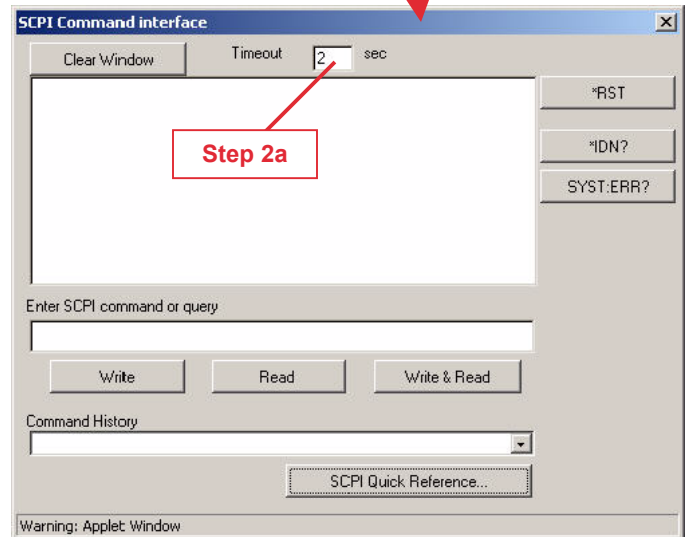 SCPI Command interface
Clear Window
Timeout 2 sec
*RST
Step 2a
*IDN?
SYST:ERR?
Enter SCPI command or query
Write
Read
Write & Read
Command History
SCPI Quick Reference...
Warning: Applet Window